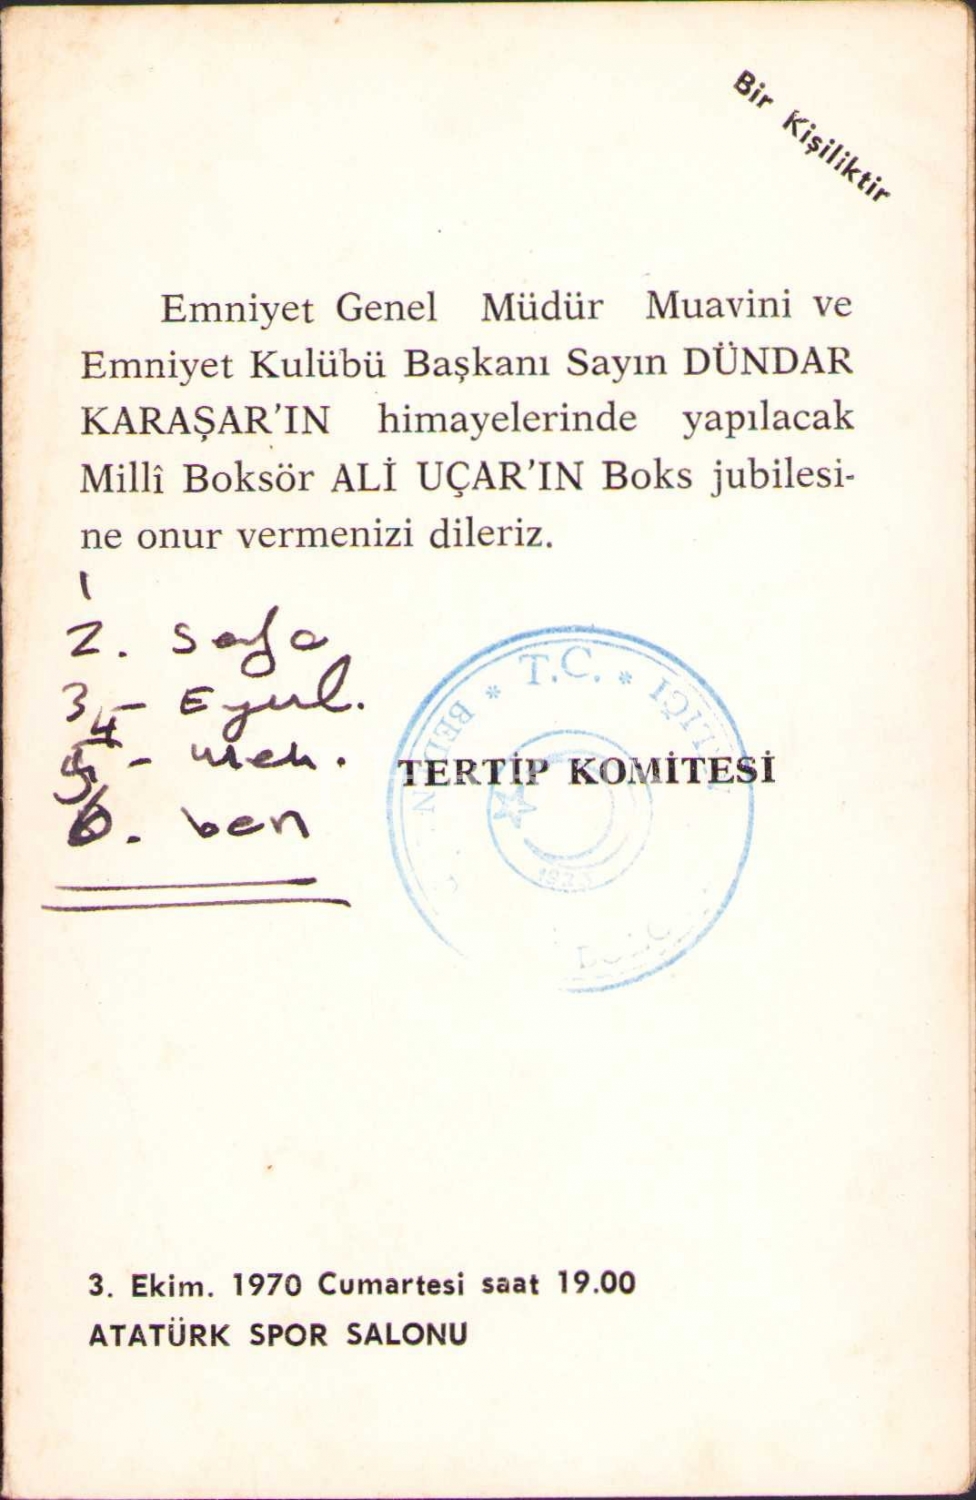 Bir Kişiliktir
Emniyet Genel Müdür Muavini ve
Emniyet Kulübü Başkanı Sayın DÜNDAR
KARAŞAR'IN himayelerinde yapılacak
Millî Boksör ALİ UÇAR'IN Boks jubilesi-
ne onur vermenizi dileriz.
1
2. Safa
3 - Eyul.
4
5 - Meh.
6. ben
T.C.
TERTİP KOMİTESİ
3. Ekim. 1970 Cumartesi saat 19.00
ATATÜRK SPOR SALONU